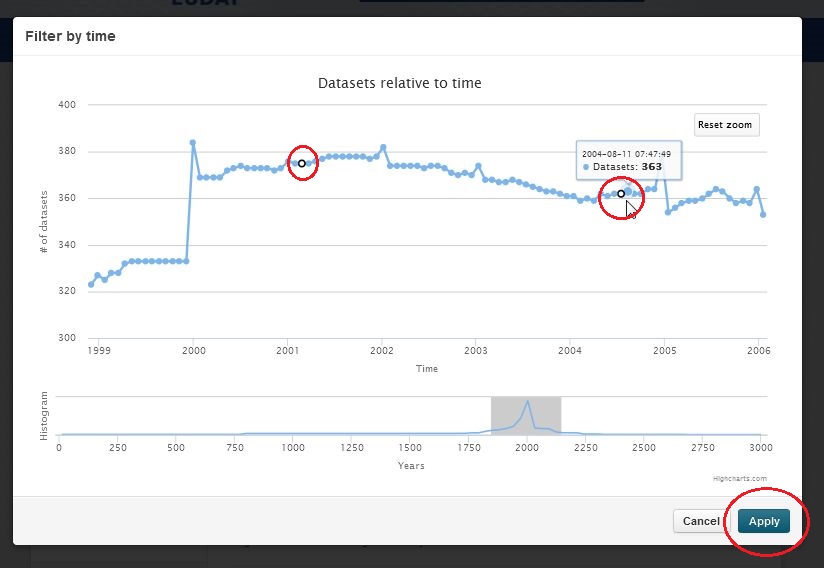 EUDAT
Filter by time
Datasets relative to time
400
380
360
340
320
300
# of datasets
Reset zoom
2004-08-11 07:47:49
Datasets: 363
1999 2000 2001 2002 2003 2004 2005 2006
Time
Histogram
0 250 500 750 1000 1250 1500 1750 2000 2250 2500 2750 3000
Years
Highcharts.com
Cancel Apply